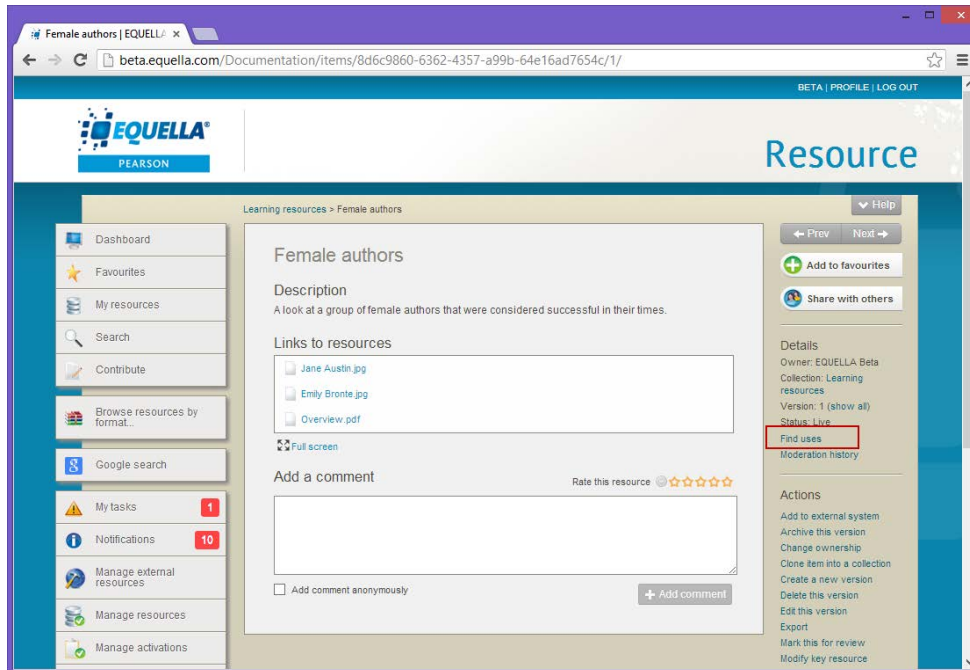 Female authors | EQUELLA
beta.equella.com/Documentation/items/8d6c9860-6362-4357-a99b-64e16ad7654c/1/
BETA | PROFILE | LOG OUT
EQUELLA®
PEARSON
Resource
Learning resources > Female authors
Help
Prev Next
Dashboard
Favourites
My resources
Search
Contribute
Browse resources by
format...
Google search
My tasks 1
Notifications 10
Manage external
resources
Manage resources
Manage activations
Female authors
Description
A look at a group of female authors that were considered successful in their times.
Links to resources
Jane Austin.jpg
Emily Bronte.jpg
Overview.pdf
Full screen
Add a comment
Rate this resource
Add comment anonymously
+ Add comment
Add to favourites
Share with others
Details
Owner: EQUELLA Beta
Collection: Learning
resources
Version: 1 (show all)
Status: Live
Find uses
Moderation history
Actions
Add to external system
Archive this version
Change ownership
Clone item into a collection
Create a new version
Delete this version
Edit this version
Export
Mark this for review
Modify key resource